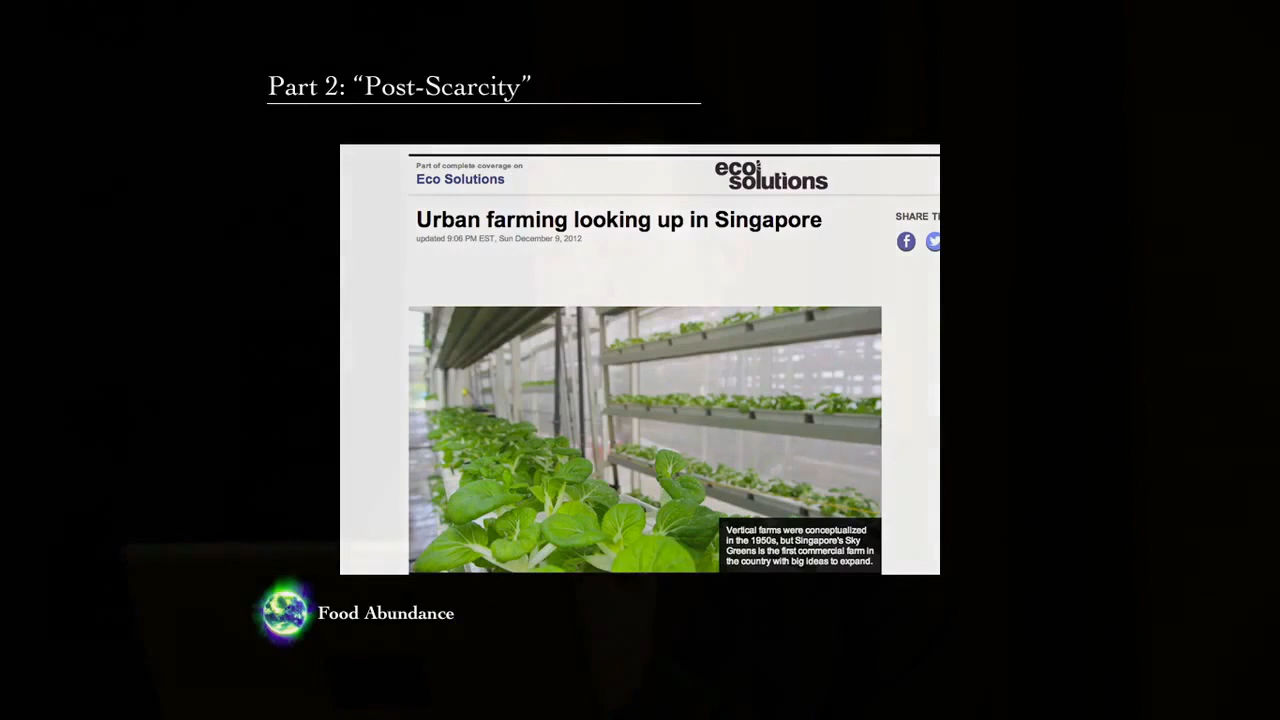 Part 2: “Post-Scarcity”
Part of complete coverage on
Eco Solutions
eco
solutions
Urban farming looking up in Singapore
updated 9:06 PM EST, Sun December 9, 2012
SHARE
Vertical farms were conceptualized
in the 1950s, but Singapore's Sky
Greens is the first commercial farm in
the country with big ideas to expand.
Food Abundance